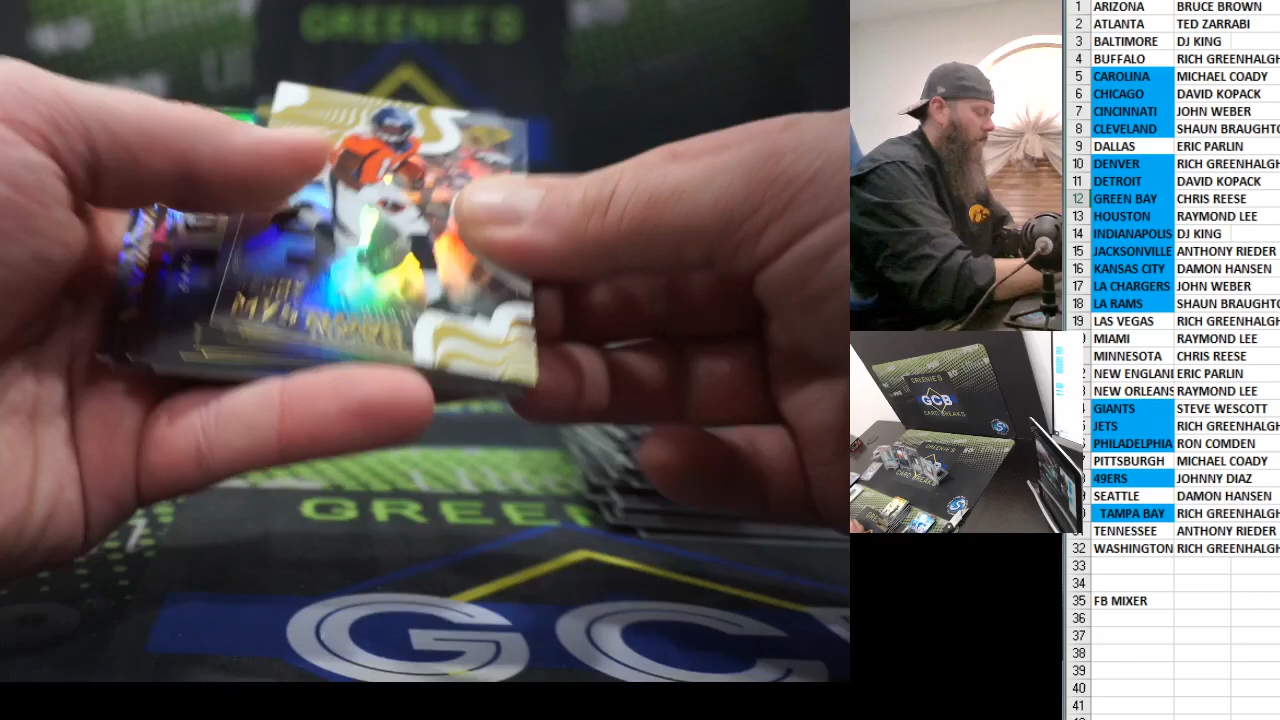 GREENIE'S
GREE
GC
GREENIE'S
GCB
CARD BREAKS
1 ARIZONA BRUCE BROWN
2 ATLANTA TED ZARRABI
3 BALTIMORE DJ KING
4 BUFFALO RICH GREENHALGH
5 CAROLINA MICHAEL COADY
6 CHICAGO DAVID KOPACK
7 CINCINNATI JOHN WEBER
8 CLEVELAND SHAUN BRAUGHTO
9 DALLAS ERIC PARLIN
10 DENVER RICH GREENHALGH
11 DETROIT DAVID KOPACK
12 GREEN BAY CHRIS REESE
13 HOUSTON RAYMOND LEE
14 INDIANAPOLIS DJ KING
15 JACKSONVILLE ANTHONY RIEDER
16 KANSAS CITY DAMON HANSEN
17 LA CHARGERS JOHN WEBER
18 LA RAMS SHAUN BRAUGHTO
19 LAS VEGAS RICH GREENHALGH
MIAMI RAYMOND LEE
MINNESOTA CHRIS REESE
NEW ENGLAND ERIC PARLIN
NEW ORLEANS RAYMOND LEE
GIANTS STEVE WESCOTT
JETS RICH GREENHALGH
PHILADELPHIA RON COMDEN
PITTSBURGH MICHAEL COADY
49ERS JOHNNY DIAZ
SEATTLE DAMON HANSEN
TAMPA BAY RICH GREENHALGH
TENNESSEE ANTHONY RIEDER
32 WASHINGTON RICH GREENHALGH
33
34
35 FB MIXER
36
37
38
39
40
41